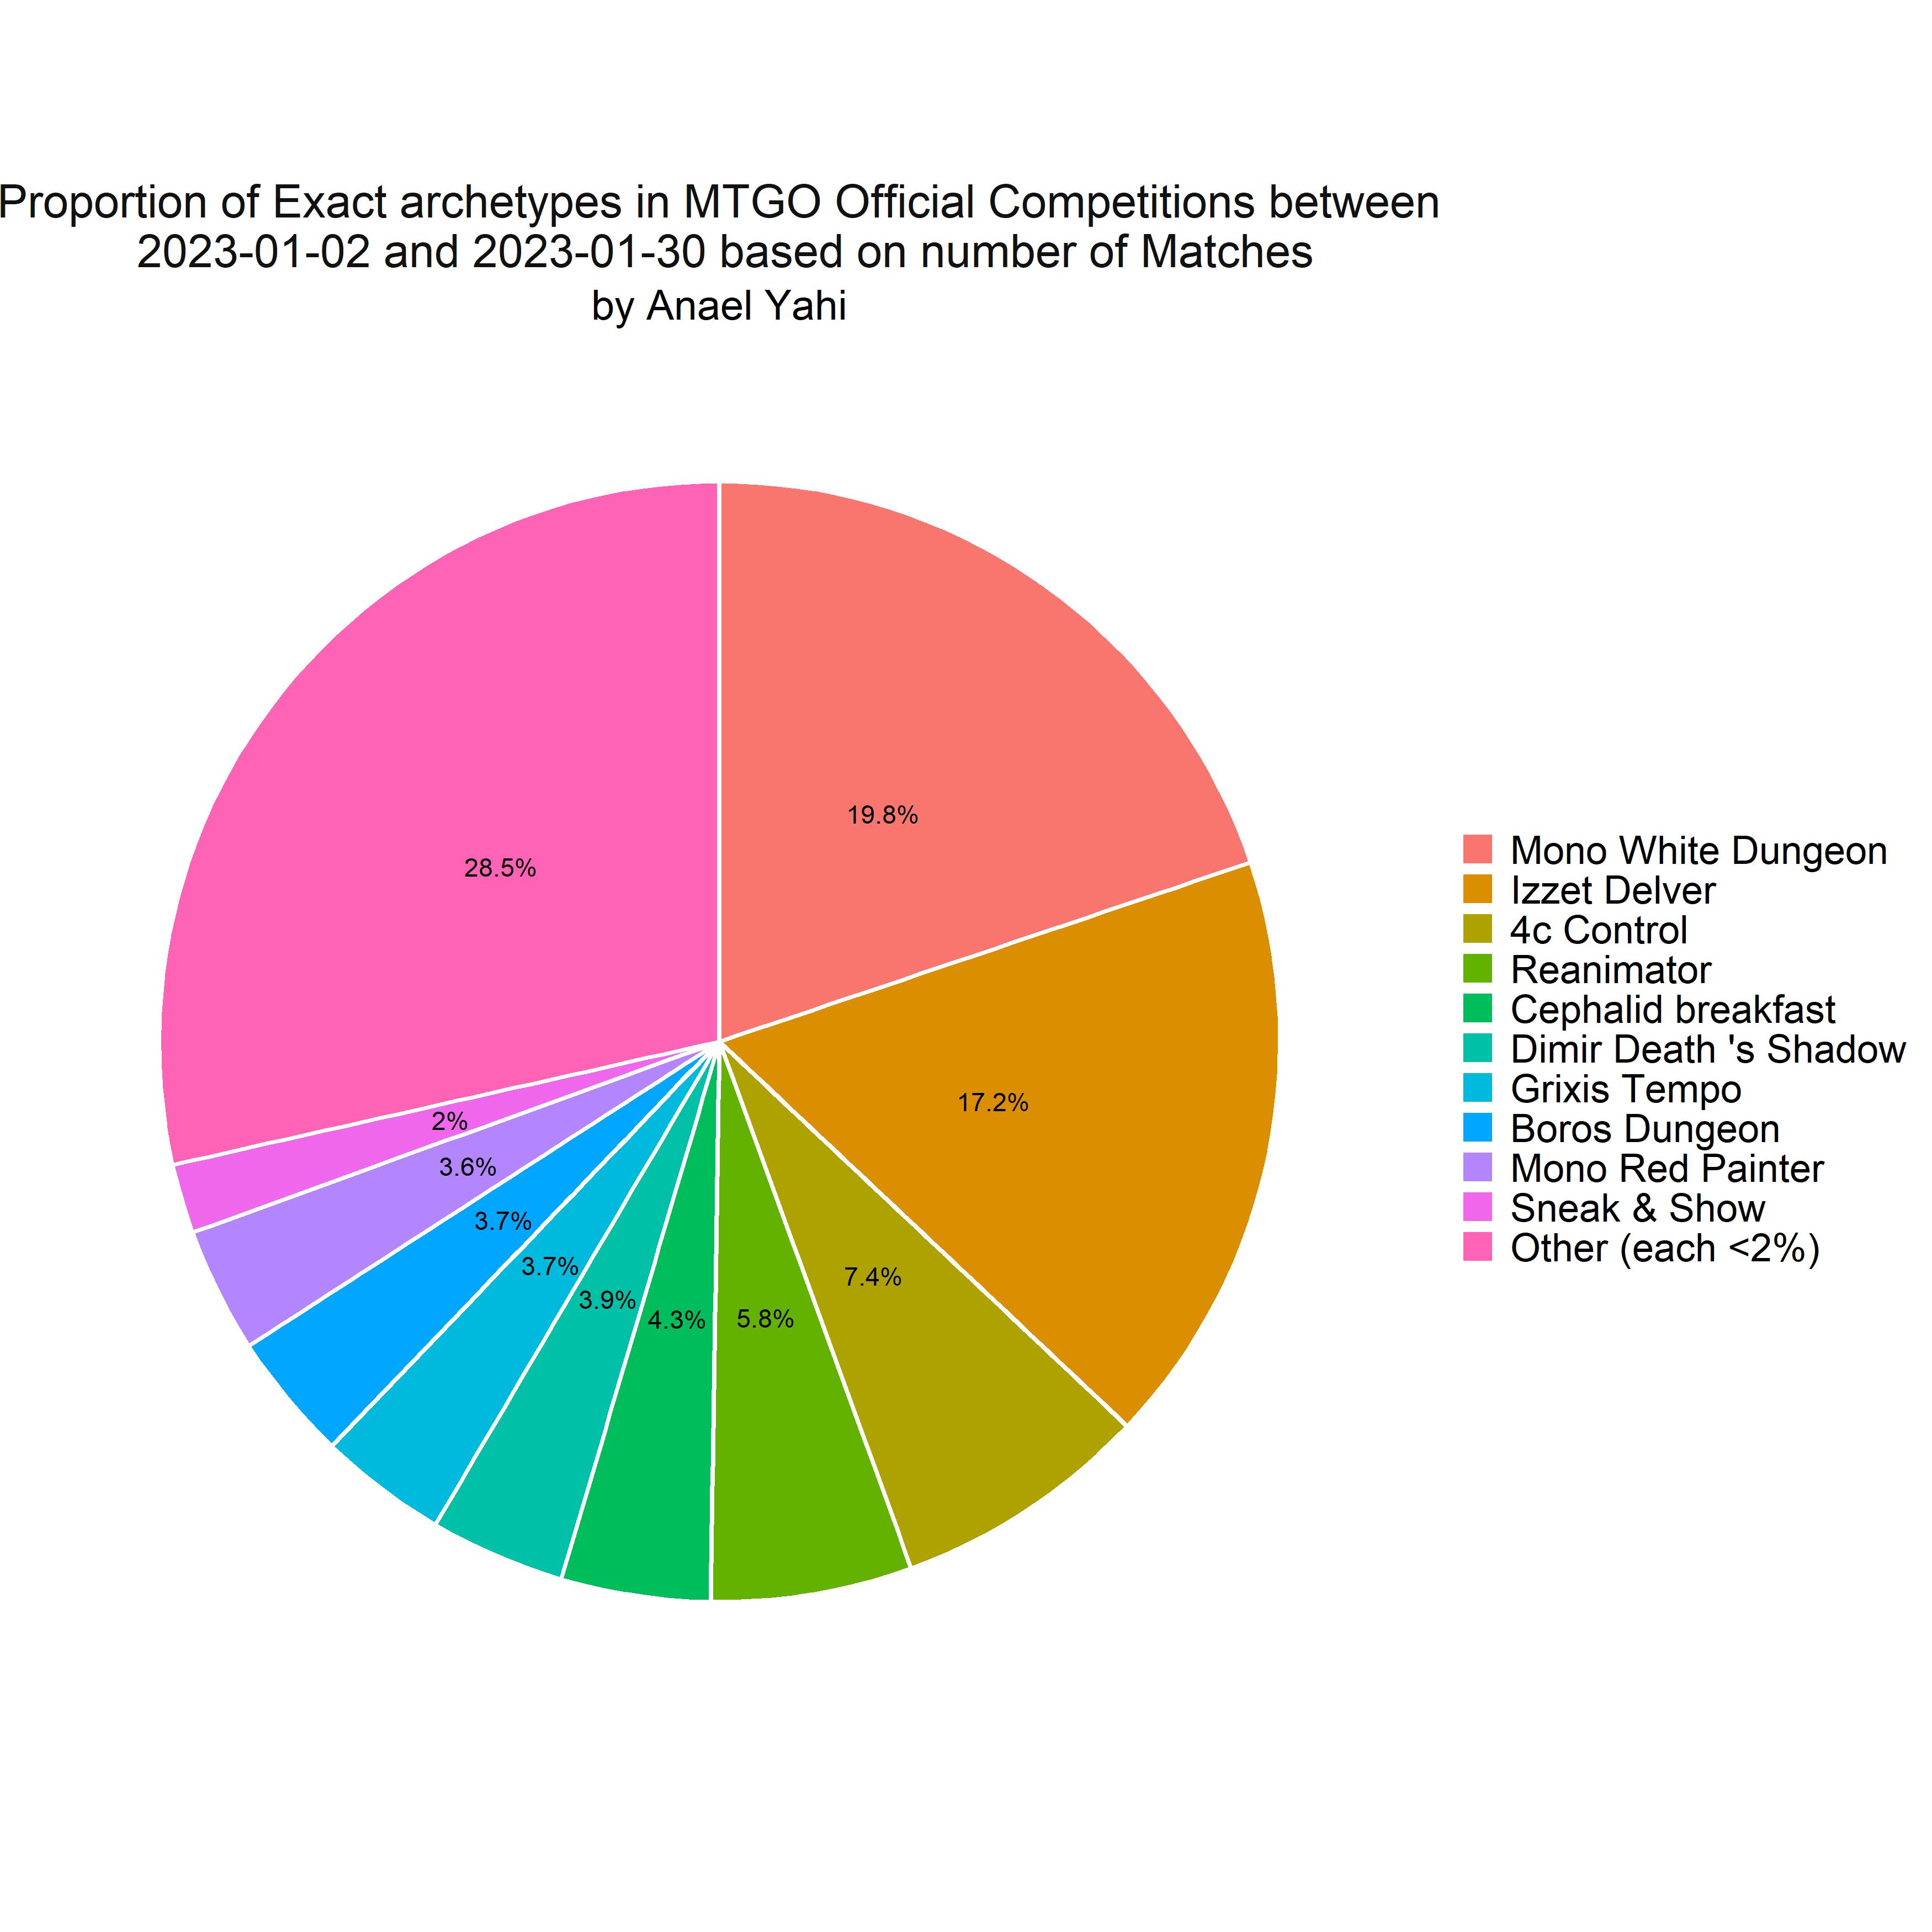 Proportion of Exact archetypes in MTGO Official Competitions between
2023-01-02 and 2023-01-30 based on number of Matches
by Anael Yahi
19.8%
28.5%
17.2%
2%
3.6%
3.7%
3.7%
3.9%
4.3%
5.8%
7.4%
Mono White Dungeon
Izzet Delver
4c Control
Reanimator
Cephalid breakfast
Dimir Death 's Shadow
Grixis Tempo
Boros Dungeon
Mono Red Painter
Sneak & Show
Other (each <2%)